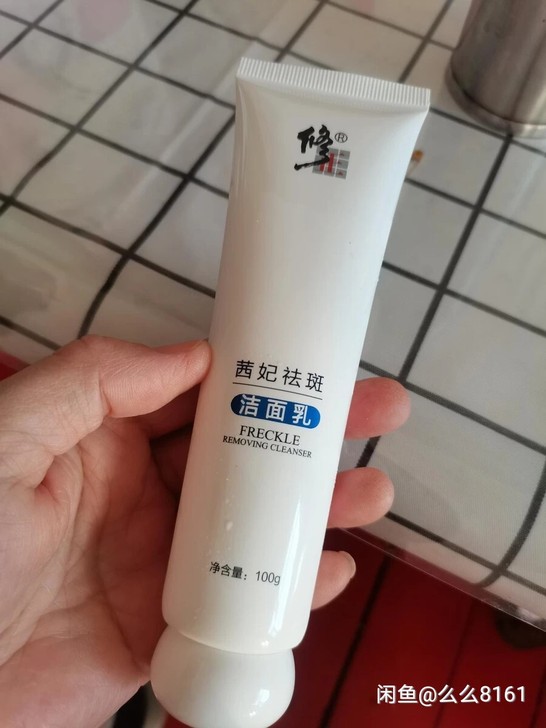 修®
茜妃祛斑
洁面乳
FRECKLE
REMOVING CLEANSER
净含量：100g
闲鱼@么么8161